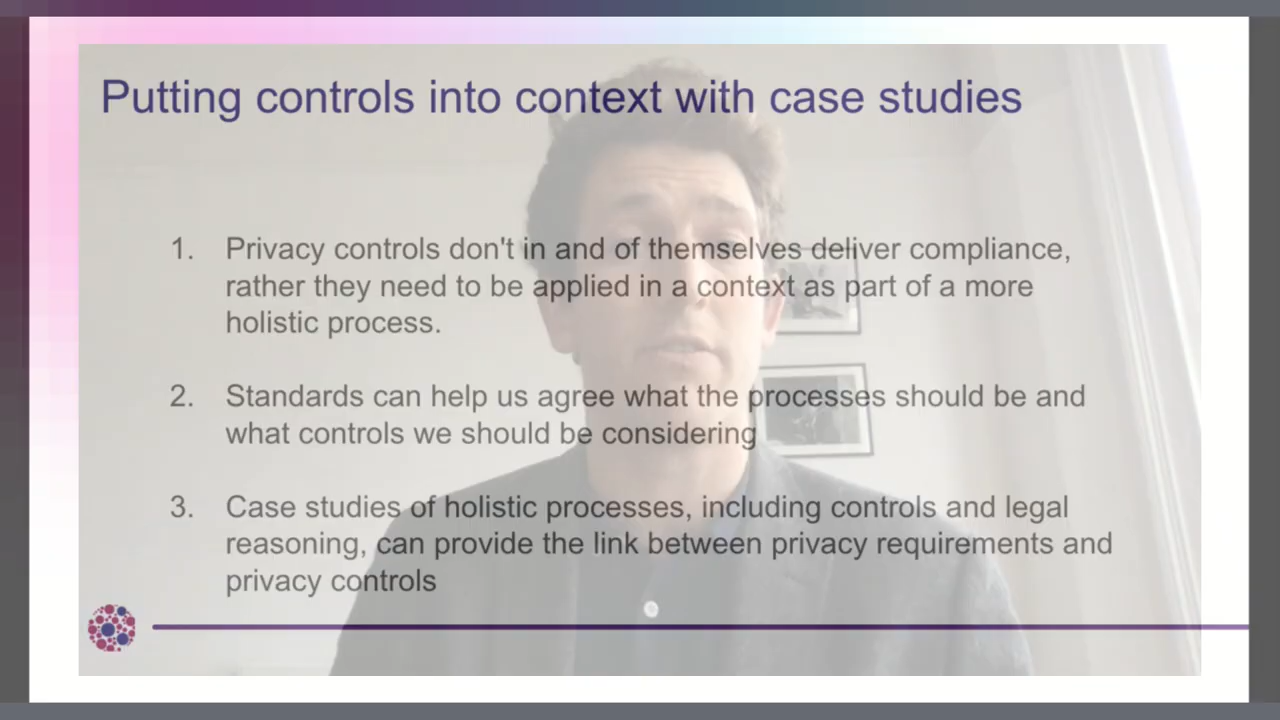 Putting controls into context with case studies
1. Privacy controls don't in and of themselves deliver compliance,
rather they need to be applied in a context as part of a more
holistic process.
2. Standards can help us agree what the processes should be and
what controls we should be considering
3. Case studies of holistic processes, including controls and legal
reasoning, can provide the link between privacy requirements and
privacy controls